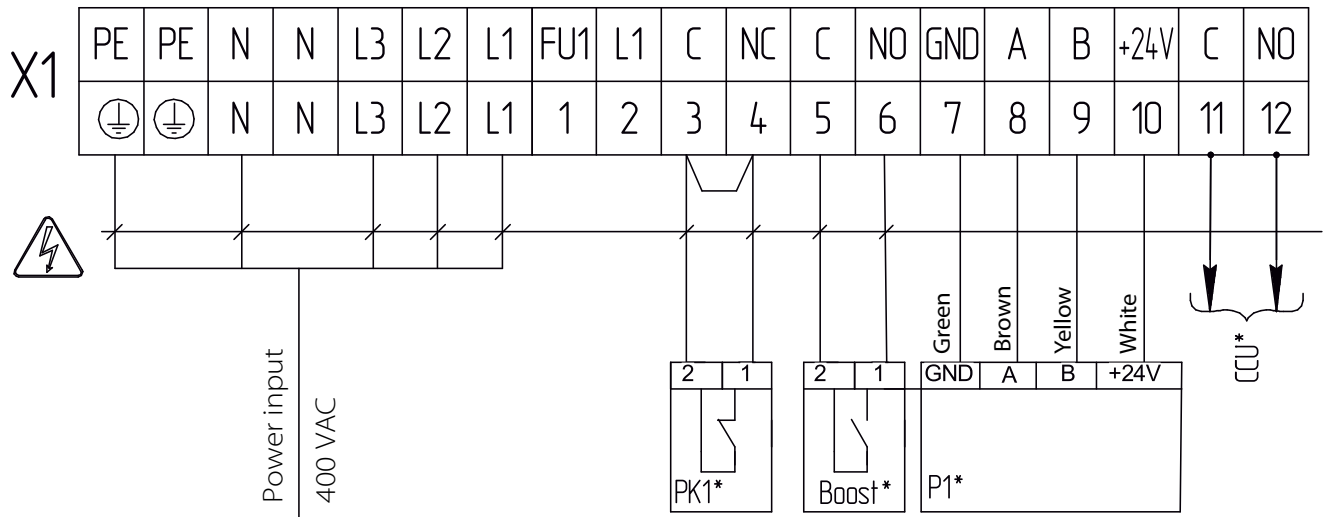 X1
PE PE N N L3 L2 L1 FU1 L1 C NC C NO GND A B +24V C NO
N N L3 L2 L1 1 2 3 4 5 6 7 8 9 10 11 12
Power input
400 VAC
Green
Brown
Yellow
White
CCU*
2 1
PK1*
2 1
Boost*
GND A B +24V
P1*